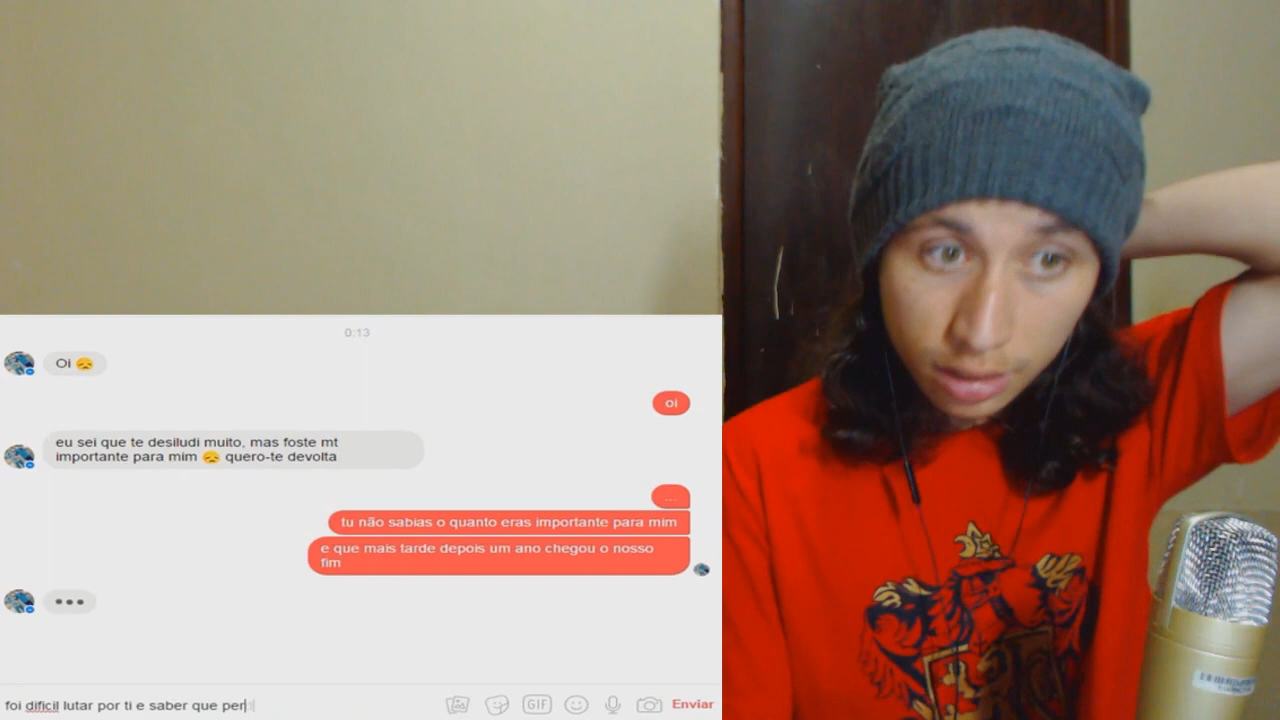 0:13
Oi 😞
oi
eu sei que te desiludi muito, mas foste mt
importante para mim 😞 quero-te devolta
...
tu não sabias o quanto eras importante para mim
e que mais tarde depois um ano chegou o nosso
fim
foi dificil lutar por ti e saber que per
GIF
Enviar